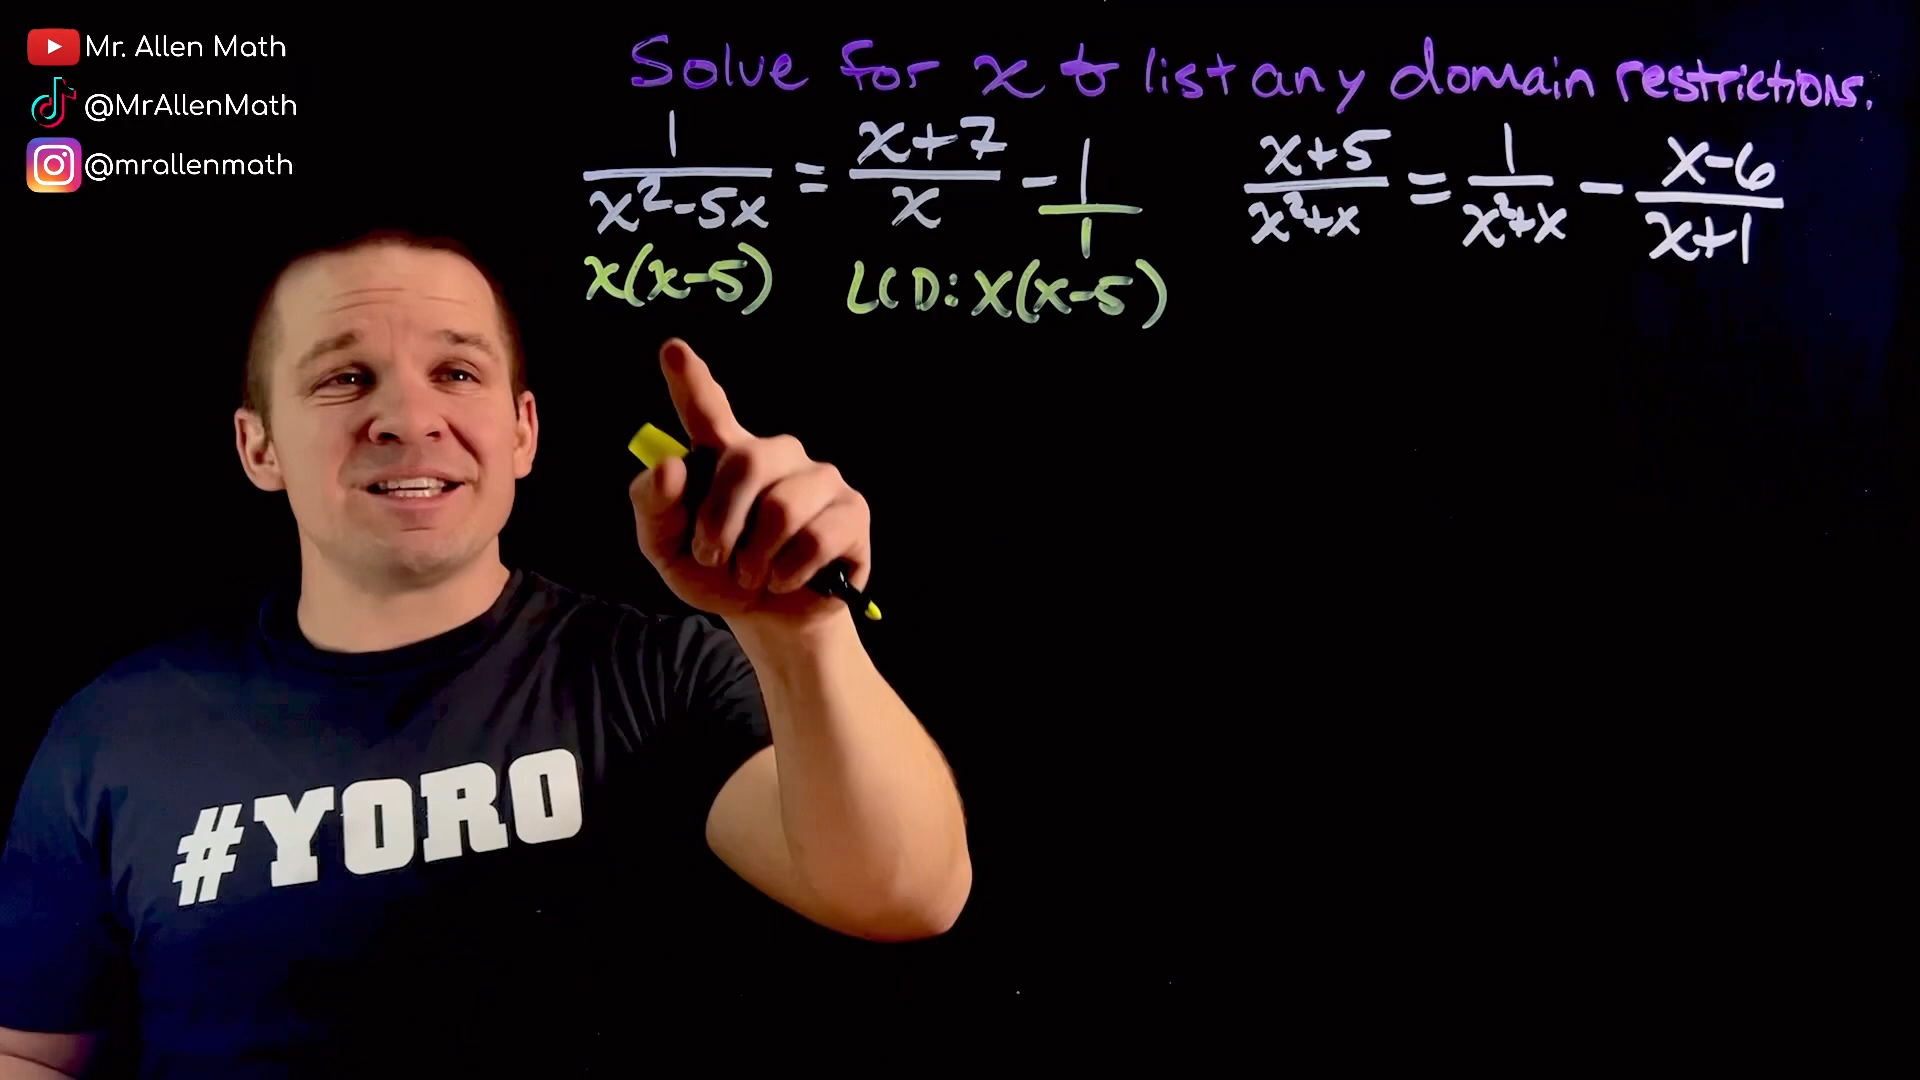 Mr. Allen Math
@MrAllenMath
@mrallenmath
Solve for x & list any domain restrictions.
1/(x²-5x) = (x+7)/x - 1/1
x(x-5) LCD: x(x-5)
(x+5)/(x²+x) = 1/(x²+x) - (x-6)/(x+1)
#YORO